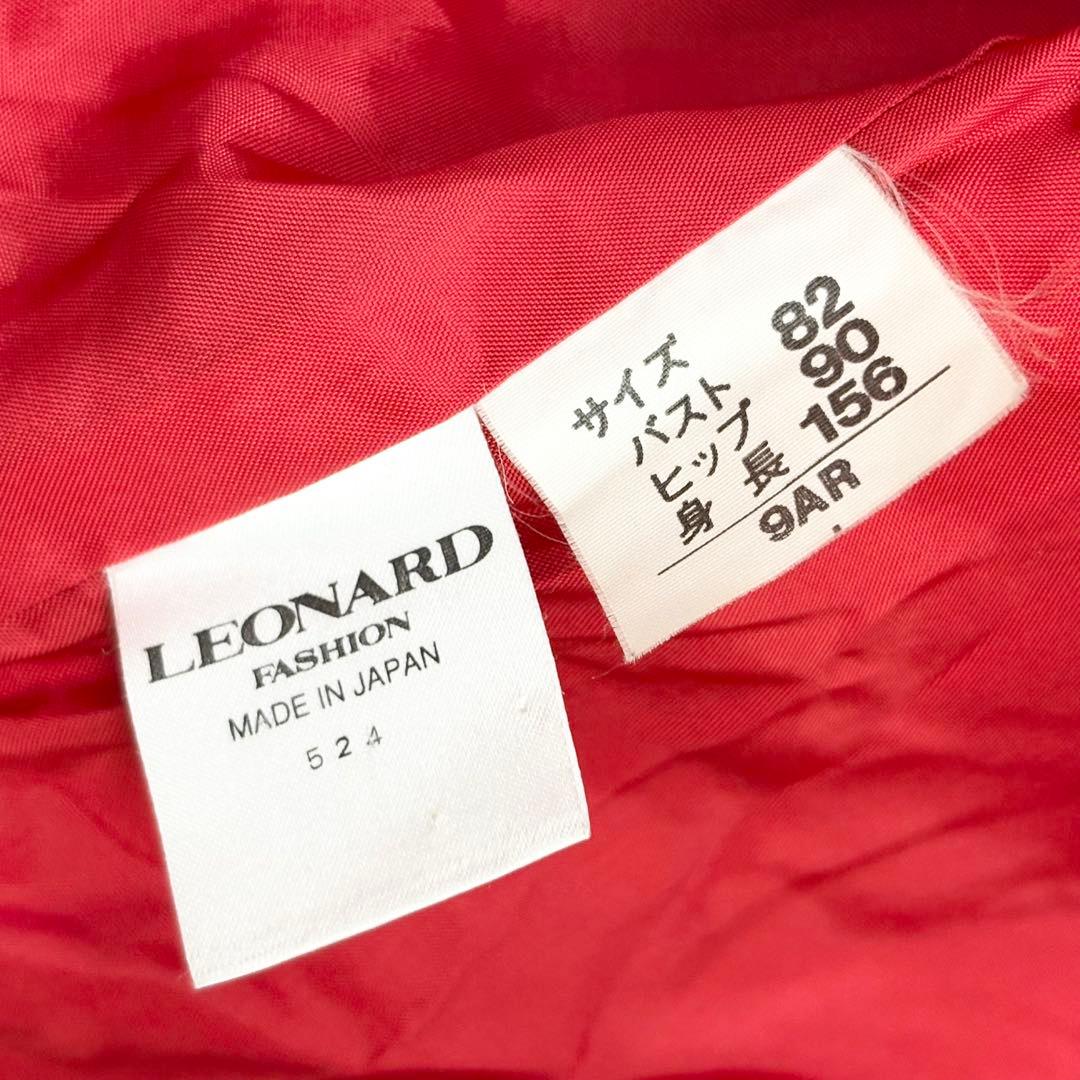 LEONARD
FASHION
MADE IN JAPAN
524
サイズ
バスト 82
ヒップ 90
身長 156
9AR